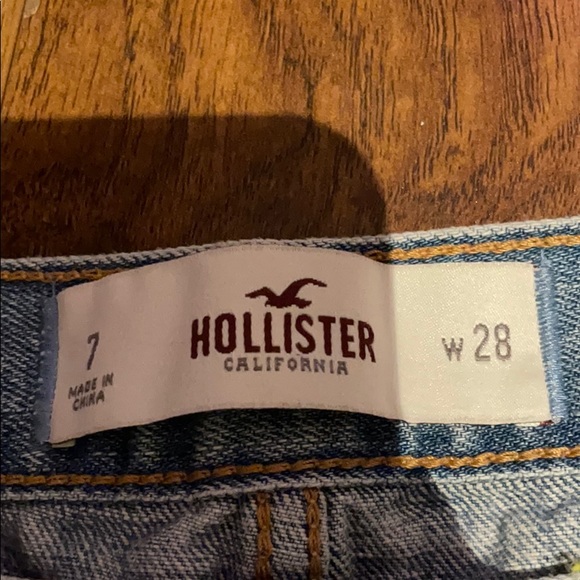 7
MADE IN
CHINA
HOLLISTER
CALIFORNIA
W 28